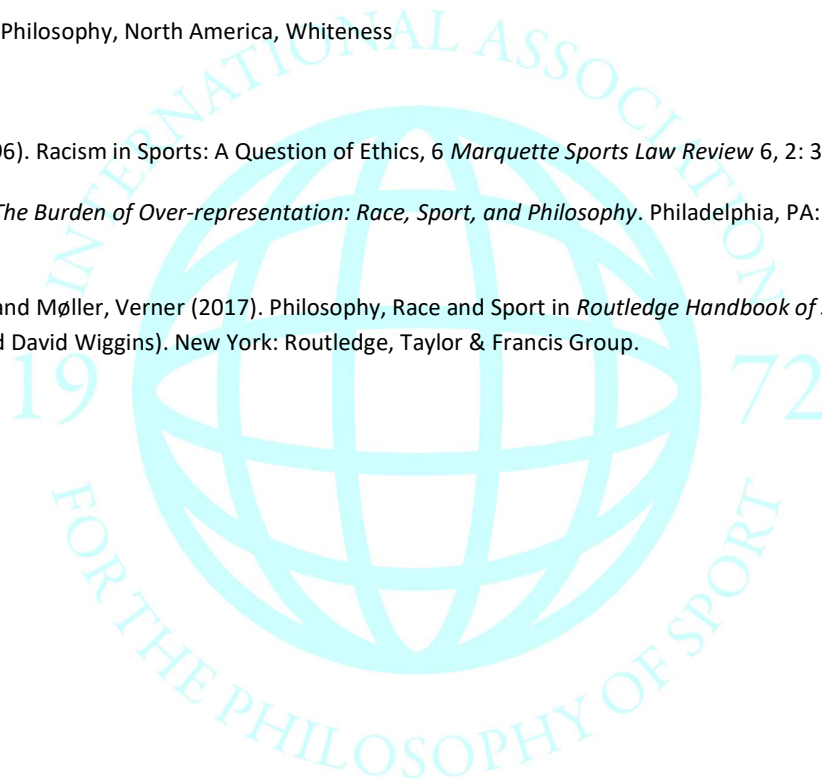 Philosophy, North America, Whiteness
96). Racism in Sports: A Question of Ethics, 6 Marquette Sports Law Review 6, 2: 3
The Burden of Over-representation: Race, Sport, and Philosophy. Philadelphia, PA:
and Møller, Verner (2017). Philosophy, Race and Sport in Routledge Handbook of
d David Wiggins). New York: Routledge, Taylor & Francis Group.
INTERNATIONAL ASSOCIATION
19 72
FOR THE PHILOSOPHY OF SPORT